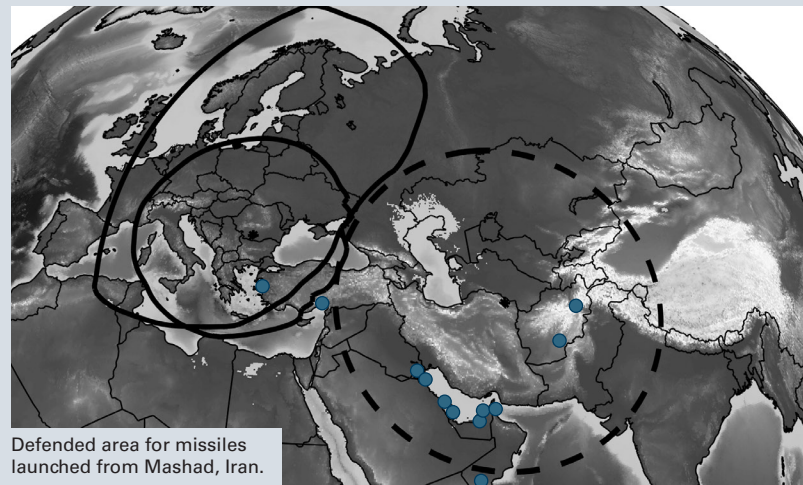 Defended area for missiles
launched from Mashad, Iran.